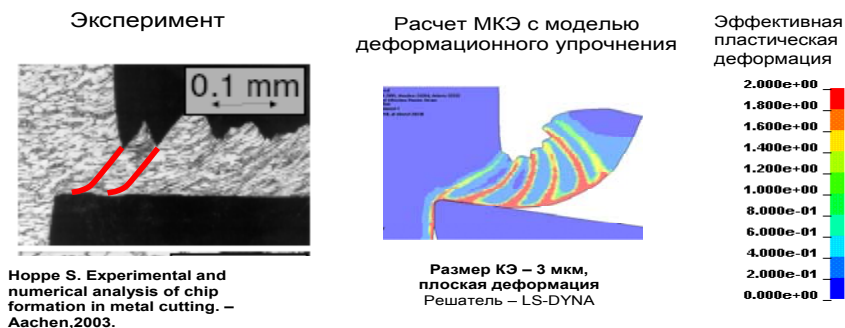 Эксперимент
0.1 mm
Hoppe S. Experimental and
numerical analysis of chip
formation in metal cutting. –
Aachen,2003.
Расчет МКЭ с моделью
деформационного упрочнения
Размер КЭ – 3 мкм,
плоская деформация
Решатель – LS-DYNA
Эффективная
пластическая
деформация
2.000e+00
1.800e+00
1.600e+00
1.400e+00
1.200e+00
1.000e+00
8.000e-01
6.000e-01
4.000e-01
2.000e-01
0.000e+00